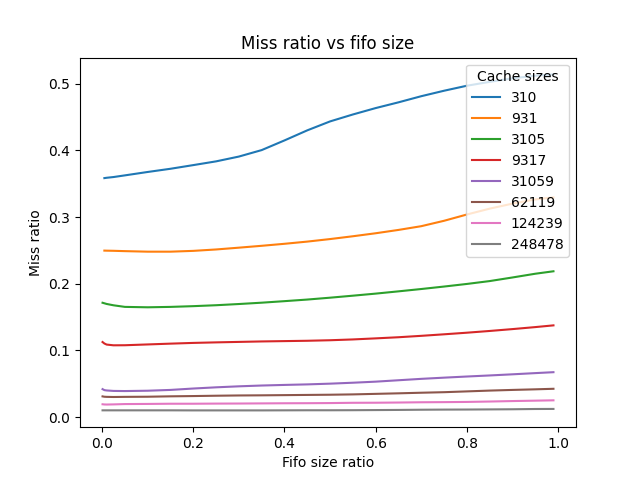 Miss ratio vs fifo size
Cache sizes
310
931
3105
9317
31059
62119
124239
248478
Miss ratio
0.5
0.4
0.3
0.2
0.1
0.0
0.0 0.2 0.4 0.6 0.8 1.0
Fifo size ratio